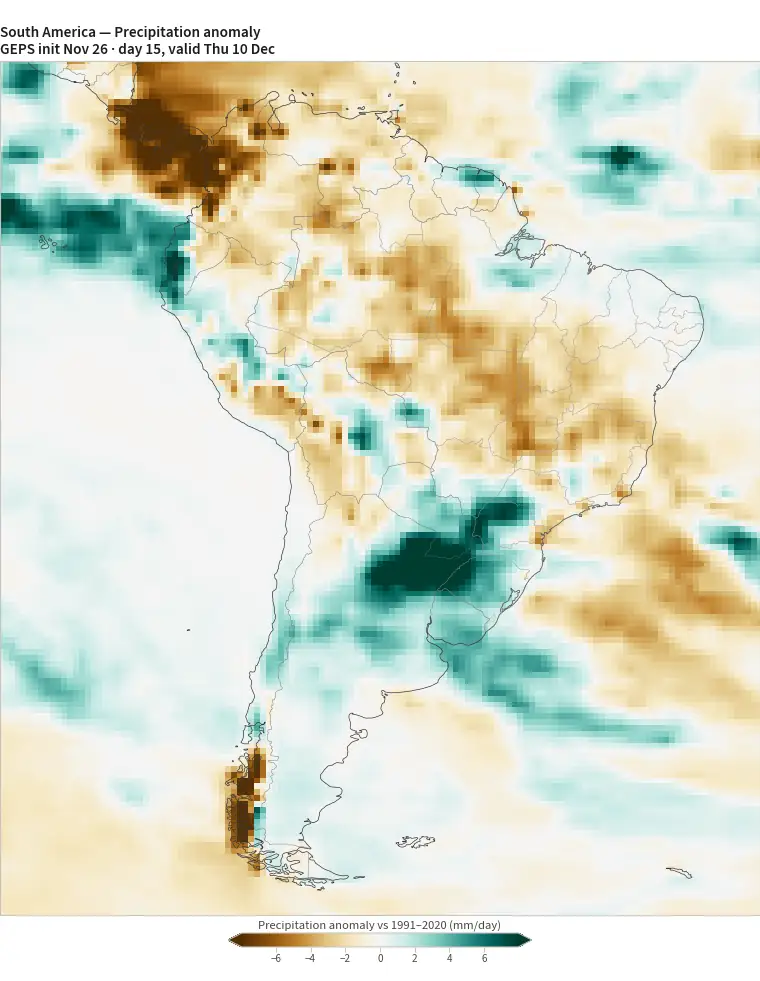 South America — Precipitation anomaly
GEPS init Nov 26 · day 15, valid Thu 10 Dec
Precipitation anomaly vs 1991–2020 (mm/day)
−6 −4 −2 0 2 4 6